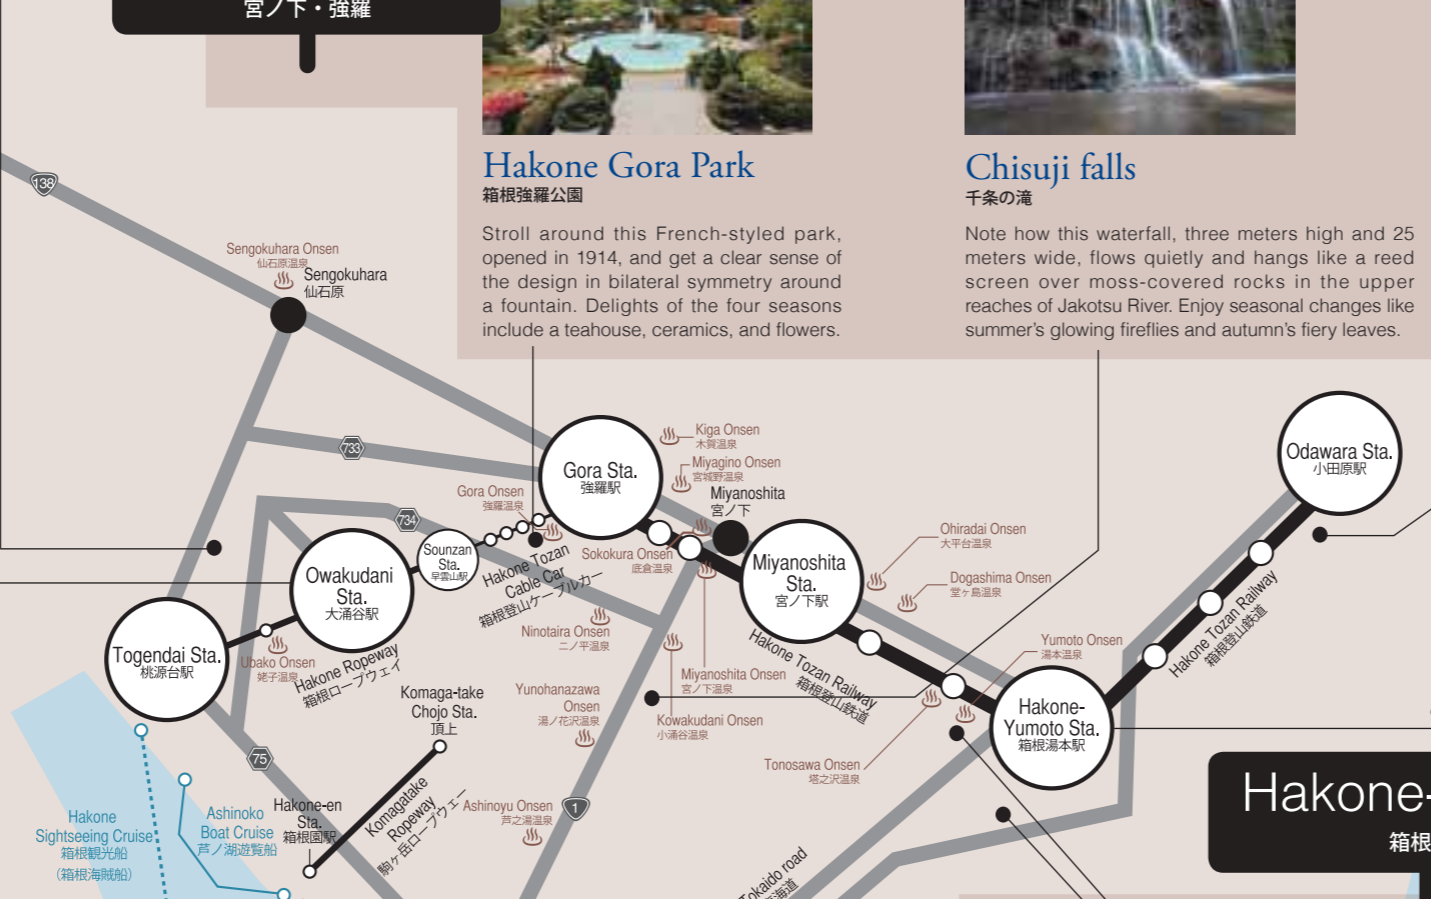 宮ノ下・強羅
Hakone Gora Park
箱根強羅公園
Stroll around this French-styled park,
opened in 1914, and get a clear sense of
the design in bilateral symmetry around
a fountain. Delights of the four seasons
include a teahouse, ceramics, and flowers.
Chisuji falls
千条の滝
Note how this waterfall, three meters high and 25
meters wide, flows quietly and hangs like a reed
screen over moss-covered rocks in the upper
reaches of Jakotsu River. Enjoy seasonal changes like
summer's glowing fireflies and autumn's fiery leaves.
138
Sengokuhara Onsen
仙石原温泉
Sengokuhara
仙石原
733
734
Gora Sta.
強羅駅
Kiga Onsen
木賀温泉
Miyagino Onsen
宮城野温泉
Miyanoshita
宮ノ下
Gora Onsen
強羅温泉
Odawara Sta.
小田原駅
Sounzan
Sta.
早雲山駅
Hakone Tozan
Cable Car
箱根登山ケーブルカー
Sokokura Onsen
底倉温泉
Miyanoshita
Sta.
宮ノ下駅
Ohiradai Onsen
大平台温泉
Dogashima Onsen
堂ヶ島温泉
Owakudani
Sta.
大涌谷駅
Togendai Sta.
桃源台駅
Ubako Onsen
姥子温泉
Hakone Ropeway
箱根ロープウェイ
Ninotaira Onsen
二ノ平温泉
Hakone Tozan Railway
箱根登山鉄道
Yumoto Onsen
湯本温泉
Hakone Tozan Railway
箱根登山鉄道
Miyanoshita Onsen
宮ノ下温泉
Kowakudani Onsen
小涌谷温泉
Yunohanazawa
Onsen
湯ノ花沢温泉
Komaga-take
Chojo Sta.
頂上
Hakone-
Yumoto Sta.
箱根湯本駅
Tonosawa Onsen
塔之沢温泉
75
Hakone-en
Sta.
箱根園駅
Komagatake
Ropeway
駒ヶ岳ロープウェー
Ashinoyu Onsen
芦之湯温泉
1
Hakone
Sightseeing Cruise
箱根観光船
（箱根海賊船）
Ashinoko
Boat Cruise
芦ノ湖遊覧船
Tokaido road
海道
Hakone-
箱根